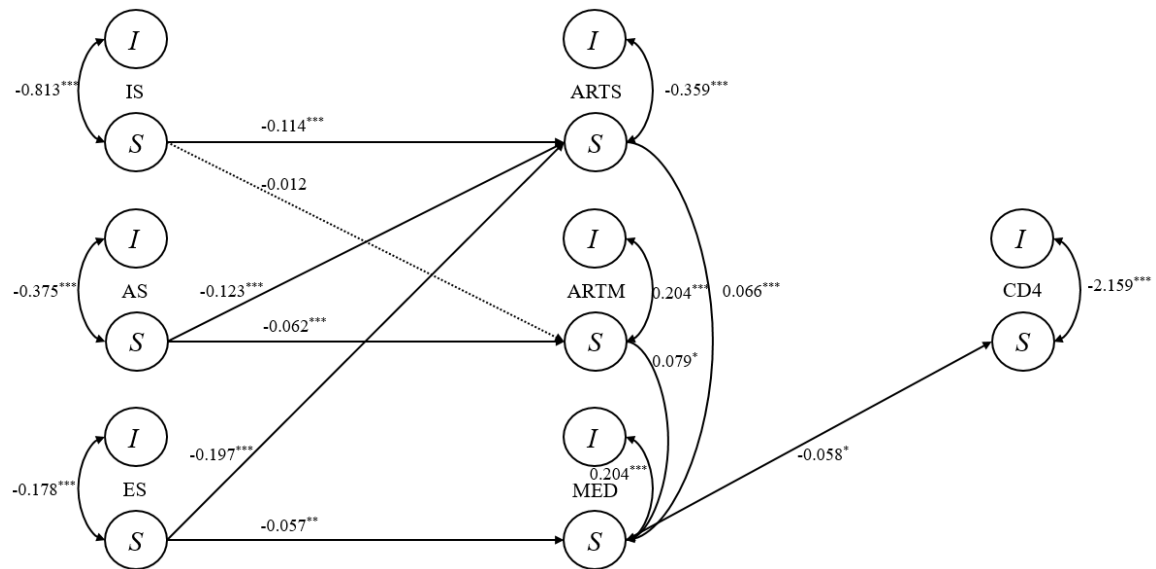 I I
-0.813*** IS ARTS -0.359***
-0.114***
S S
-0.012
I I I
-0.375*** AS -0.123*** ARTM 0.204*** 0.066*** CD4 -2.159***
-0.062***
S S S
0.079*
I I
-0.197*** -0.058*
0.204***
-0.178*** ES MED
-0.057**
S S